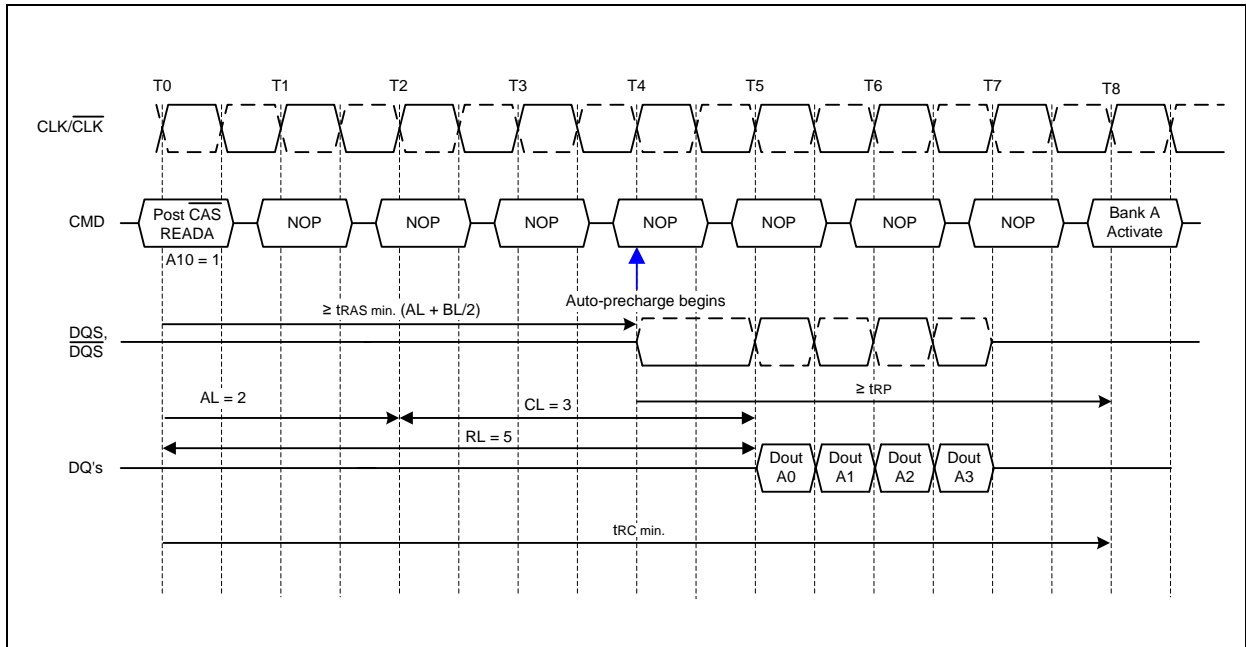 T0 T1 T2 T3 T4 T5 T6 T7 T8
CLK/CLK
CMD
Post CAS
READA
NOP NOP NOP NOP NOP NOP NOP
Bank A
Activate
A10 = 1
Auto-precharge begins
≥ tRAS min. (AL + BL/2)
DQS,
DQS
≥ tRP
AL = 2
CL = 3
RL = 5
DQ's
Dout
A0
Dout
A1
Dout
A2
Dout
A3
tRC min.